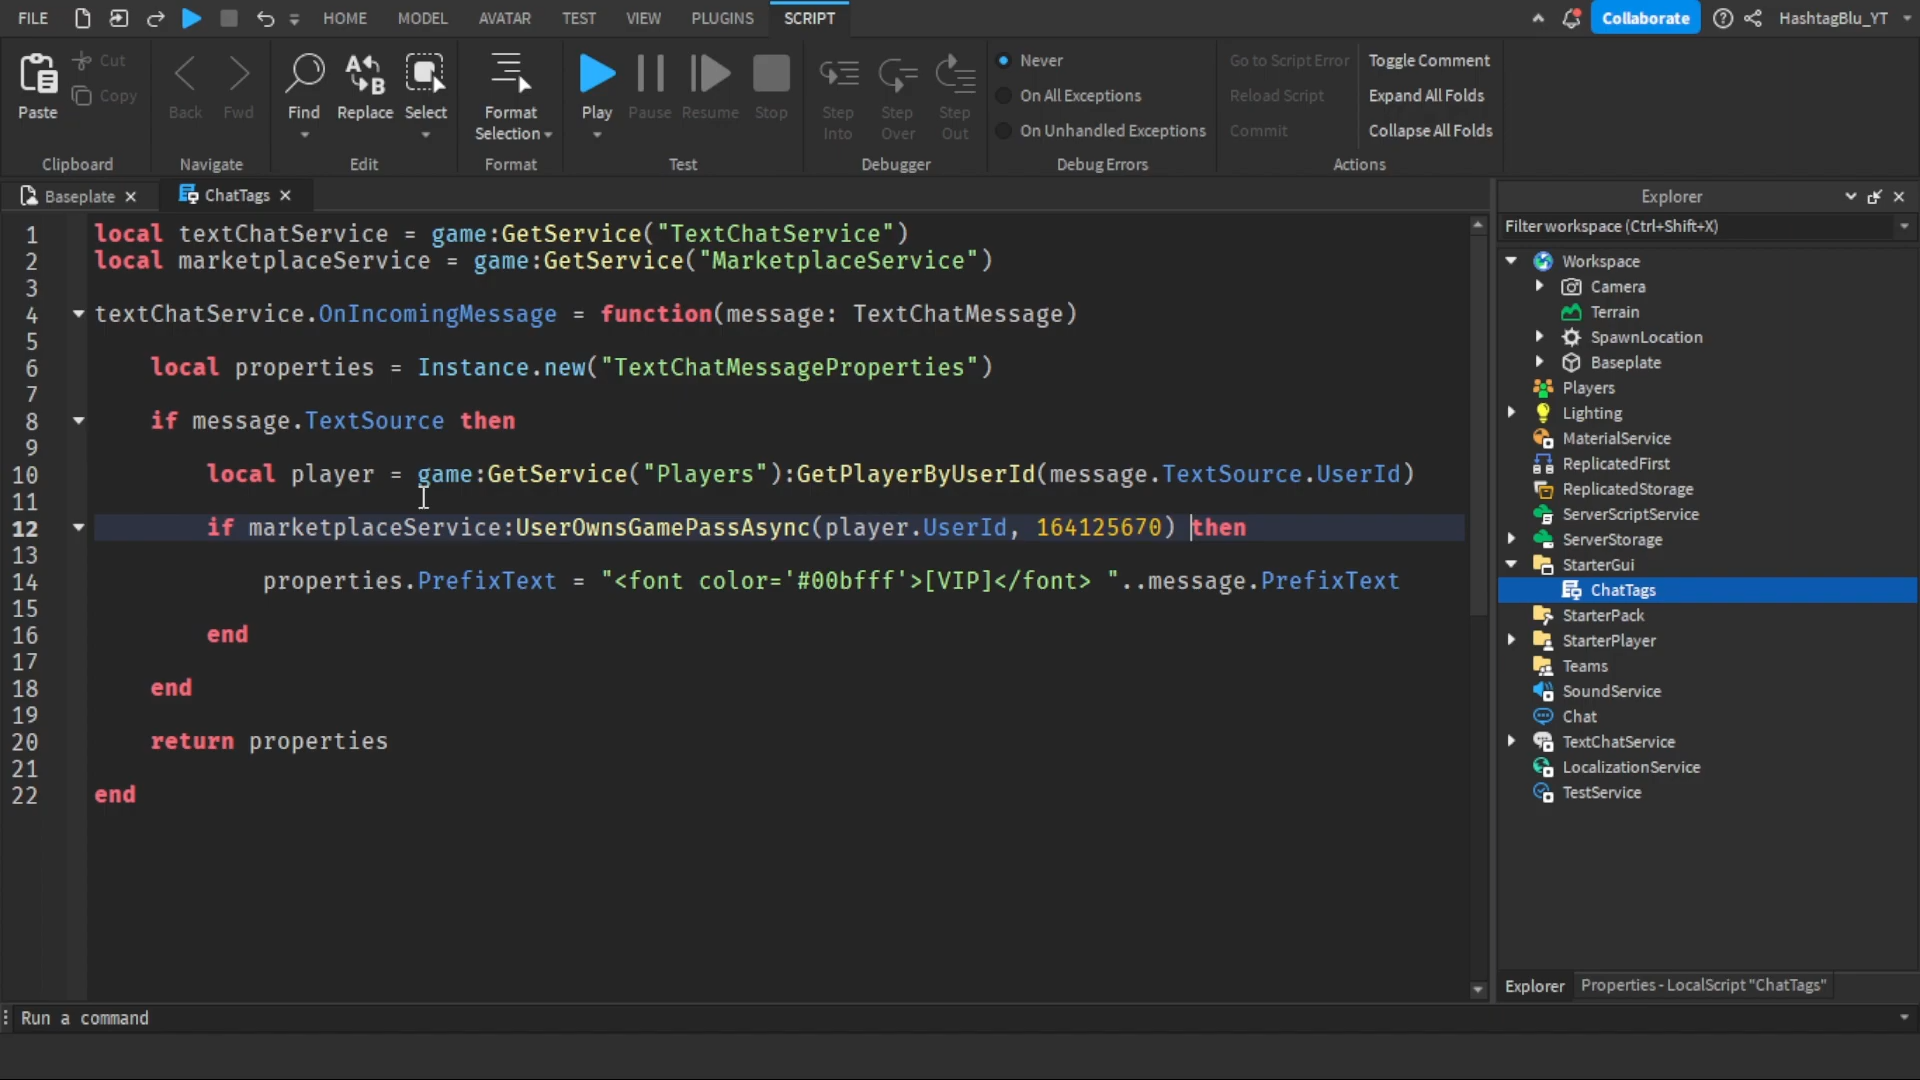 FILE HOME MODEL AVATAR TEST VIEW PLUGINS SCRIPT Collaborate HashtagBlu_YT
Paste Cut Copy
Clipboard
Back Fwd
Navigate
Find Replace Select
Edit
Format Selection
Format
Play Pause Resume Stop
Test
Step Into Step Over Step Out
Debugger
Never
On All Exceptions
On Unhandled Exceptions
Debug Errors
Go to Script Error Toggle Comment
Reload Script Expand All Folds
Commit Collapse All Folds
Actions
Baseplate ChatTags
1 local textChatService = game:GetService("TextChatService")
2 local marketplaceService = game:GetService("MarketplaceService")
3
4 textChatService.OnIncomingMessage = function(message: TextChatMessage)
5
6 local properties = Instance.new("TextChatMessageProperties")
7
8 if message.TextSource then
9
10 local player = game:GetService("Players"):GetPlayerByUserId(message.TextSource.UserId)
11
12 if marketplaceService:UserOwnsGamePassAsync(player.UserId, 164125670) then
13
14 properties.PrefixText = "<font color='#00bfff'>[VIP]</font> "..message.PrefixText
15
16 end
17
18 end
19
20 return properties
21
22 end
Explorer
Filter workspace (Ctrl+Shift+X)
Workspace
Camera
Terrain
SpawnLocation
Baseplate
Players
Lighting
MaterialService
ReplicatedFirst
ReplicatedStorage
ServerScriptService
ServerStorage
StarterGui
ChatTags
StarterPack
StarterPlayer
Teams
SoundService
Chat
TextChatService
LocalizationService
TestService
Explorer Properties - LocalScript "ChatTags"
Run a command